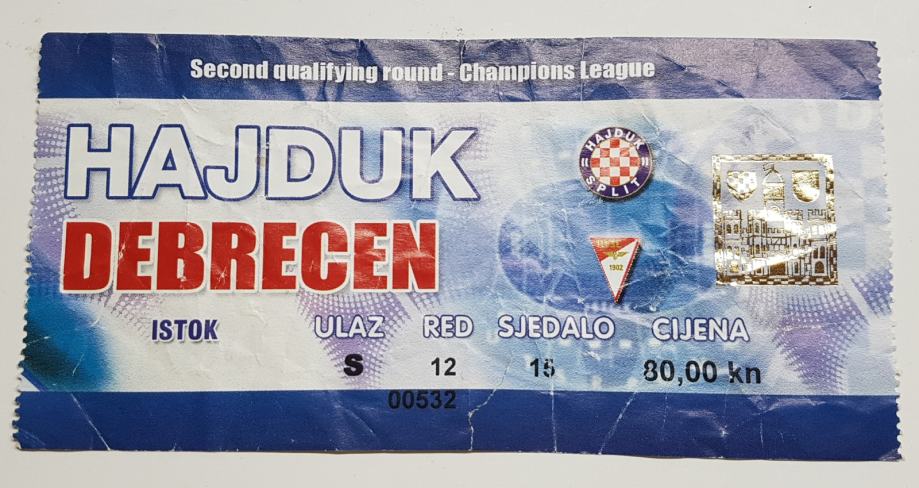 Second qualifying round - Champions League
HAJDUK
DEBRECEN
HAJDUK
SPLIT
1902
ISTOK ULAZ RED SJEDALO CIJENA
S 12 15 80,00 kn
00532